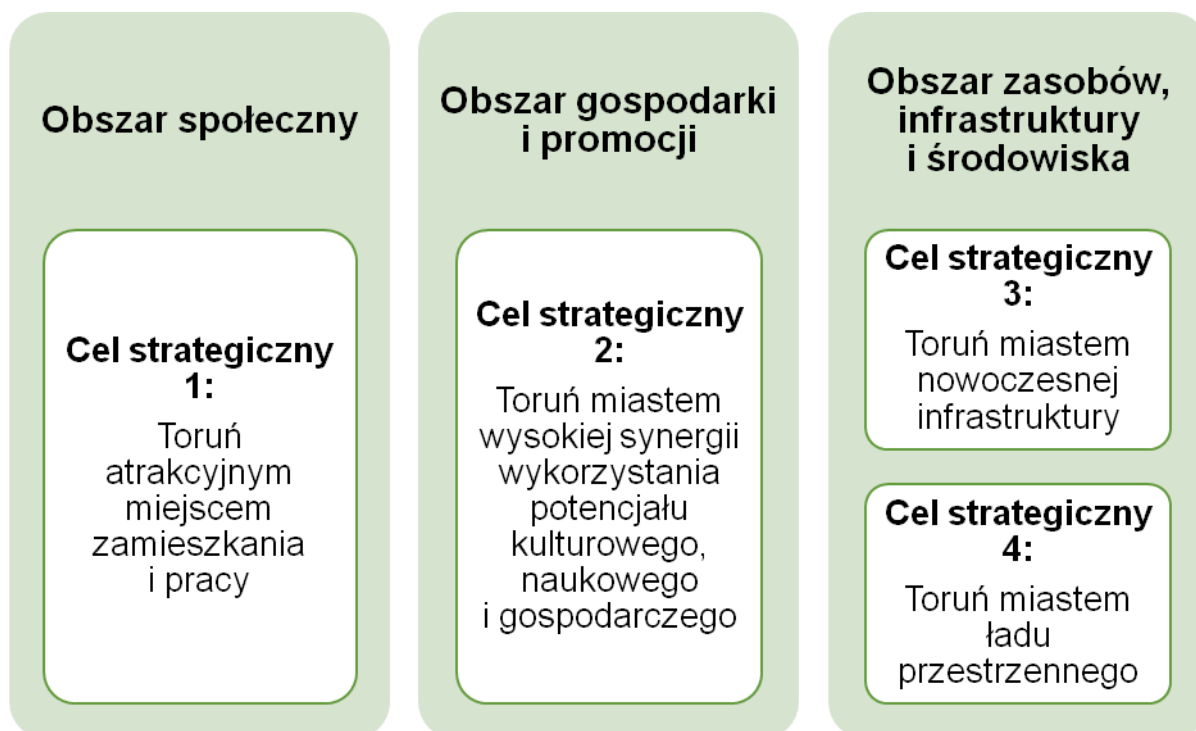 Obszar społeczny
Cel strategiczny
1:
Toruń
atrakcyjnym
miejscem
zamieszkania
i pracy
Obszar gospodarki
i promocji
Cel strategiczny
2:
Toruń miastem
wysokiej synergii
wykorzystania
potencjału
kulturowego,
naukowego
i gospodarczego
Obszar zasobów,
infrastruktury
i środowiska
Cel strategiczny
3:
Toruń miastem
nowoczesnej
infrastruktury
Cel strategiczny
4:
Toruń miastem
ładu
przestrzennego